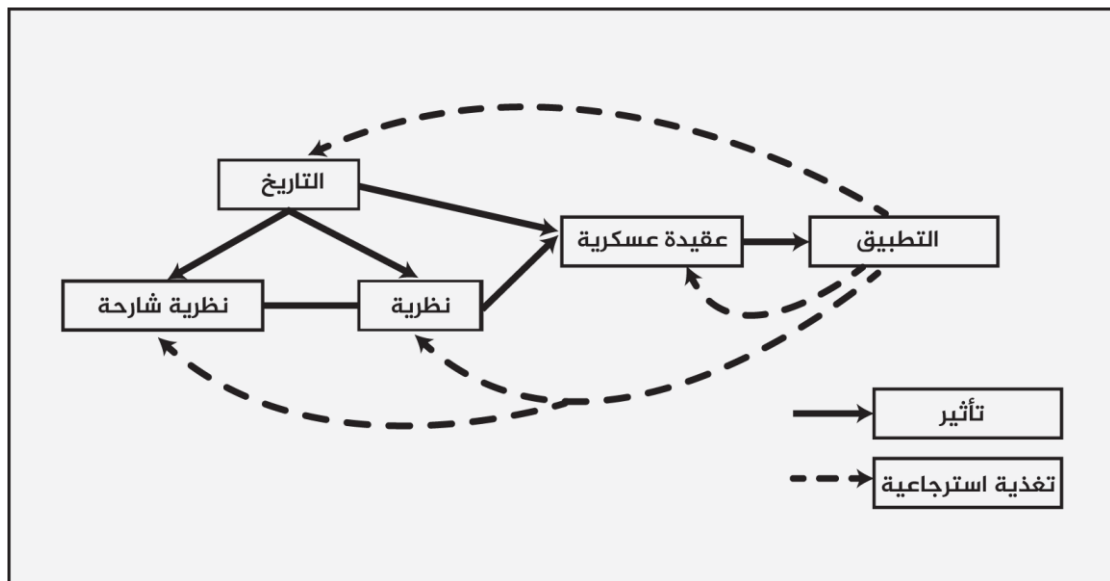 التاريخ
عقيدة عسكرية
التطبيق
نظرية شارحة
نظرية
تأثير
تغذية استرجاعية